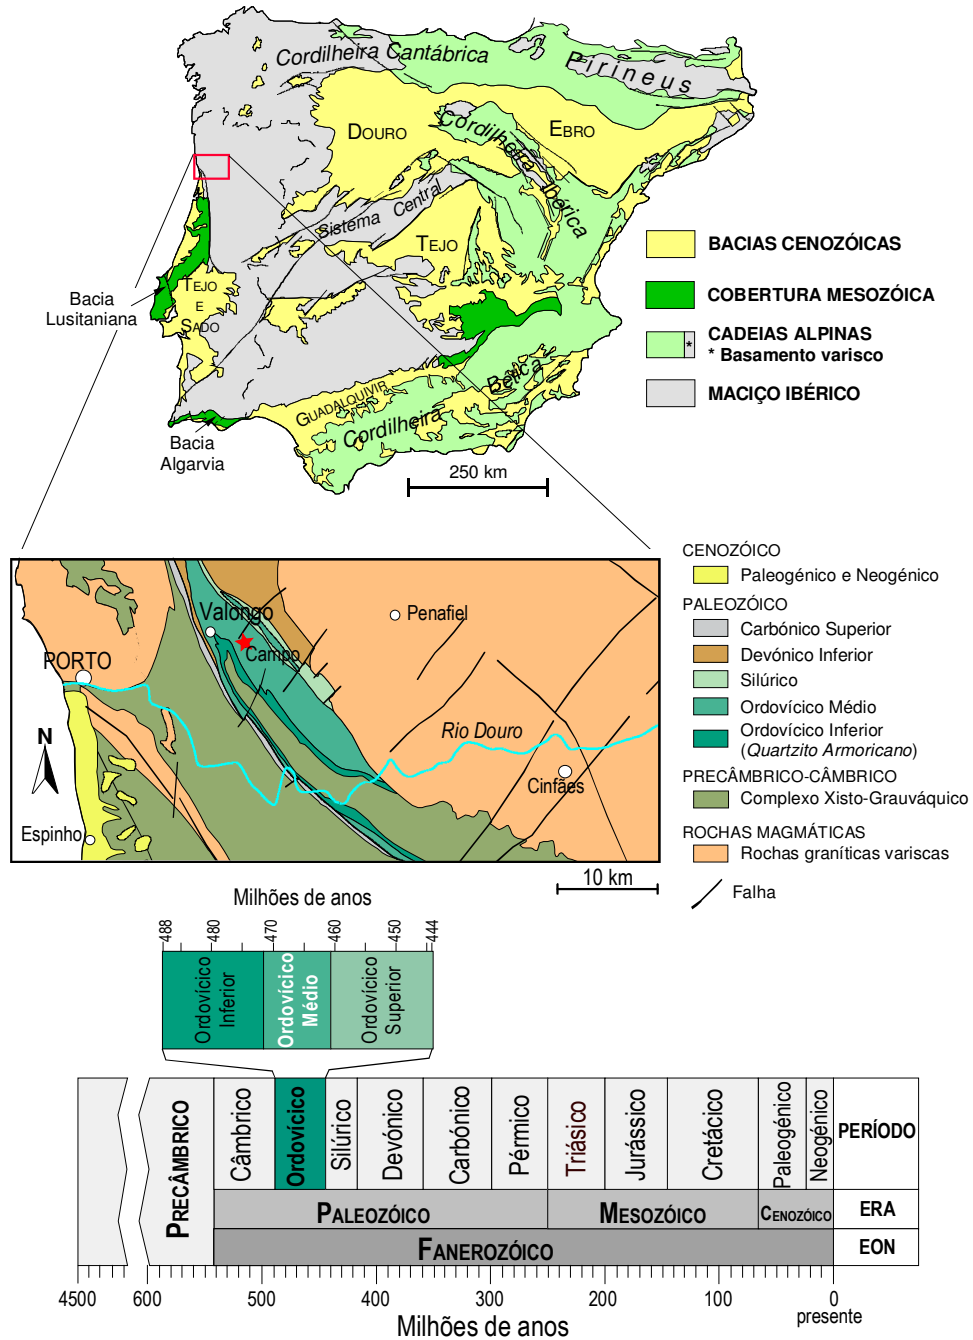 Cordilheira Cantábrica
Pirineus
DOURO
Cordilheira Ibérica
EBRO
Sistema Central
TEJO
TEJO
E
SADO
Bacia
Lusitaniana
GUADALQUIVIR
Cordilheira Bética
Bacia
Algarvia
250 km
BACIAS CENOZÓICAS
COBERTURA MESOZÓICA
*
CADEIAS ALPINAS
* Basamento varisco
MACIÇO IBÉRICO
Valongo
Campo
Penafiel
PORTO
Rio Douro
N
Cinfães
Espinho
10 km
CENOZÓICO
Paleogénico e Neogénico
PALEOZÓICO
Carbónico Superior
Devónico Inferior
Silúrico
Ordovícico Médio
Ordovícico Inferior
(Quartzito Armoricano)
PRECÂMBRICO-CÂMBRICO
Complexo Xisto-Grauváquico
ROCHAS MAGMÁTICAS
Rochas graníticas variscas
Falha
Milhões de anos
488 480 470 460 450 444
Ordovícico Inferior
Ordovícico Médio
Ordovícico Superior
PRECÂMBRICO
Câmbrico
Ordovícico
Silúrico
Devónico
Carbónico
Pérmico
Triásico
Jurássico
Cretácico
Paleogénico
Neogénico
PERÍODO
PALEOZÓICO MESOZÓICO CENOZÓICO ERA
FANEROZÓICO EON
4500 600 500 400 300 200 100 0
presente
Milhões de anos